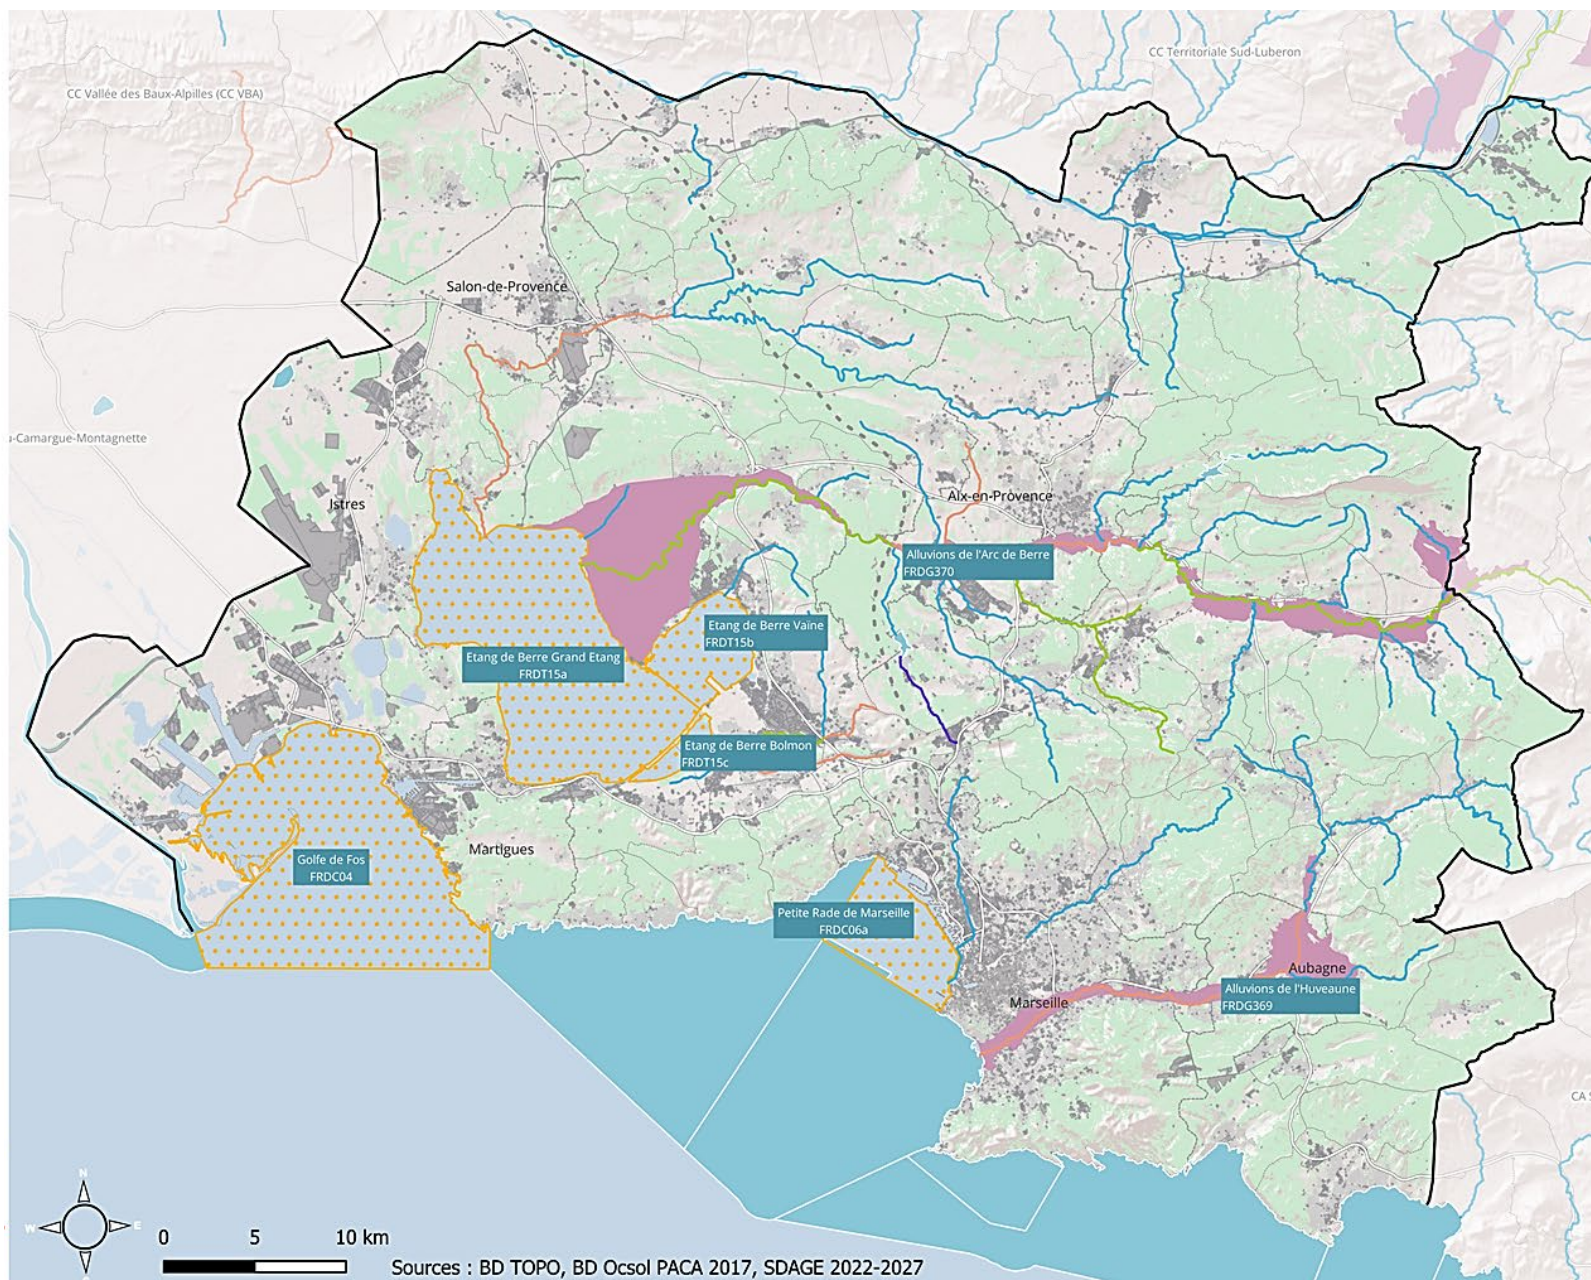 CC Territoriale Sud-Luberon
CC Vallée des Baux-Alpilles (CC VBA)
Salon-de-Provence
u-Camargue-Montagnette
Istres
Aix-en-Provence
Alluvions de l'Arc de Berre
FRDG370
Etang de Berre Vaïne
FRDT15b
Etang de Berre Grand Etang
FRDT15a
Etang de Berre Bolmon
FRDT15c
Martigues
Golfe de Fos
FRDC04
Petite Rade de Marseille
FRDC06a
Aubagne
Marseille
Alluvions de l'Huveaune
FRDG369
CA S
N
W
E
0 5 10 km
Sources : BD TOPO, BD Ocsol PACA 2017, SDAGE 2022-2027